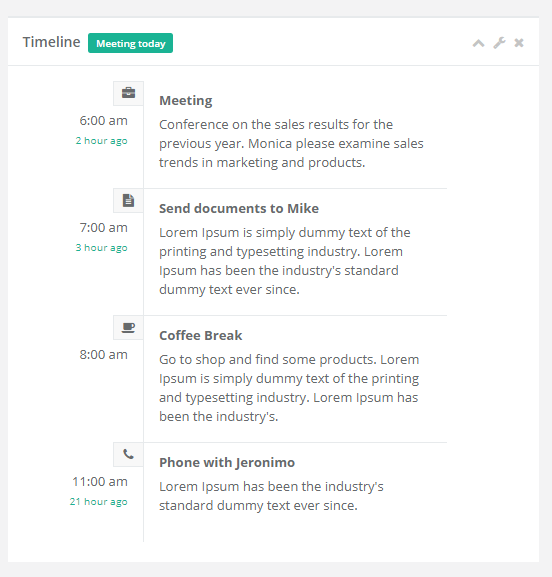 Timeline Meeting today
Meeting
6:00 am
2 hour ago
Conference on the sales results for the
previous year. Monica please examine sales
trends in marketing and products.
Send documents to Mike
7:00 am
3 hour ago
Lorem Ipsum is simply dummy text of the
printing and typesetting industry. Lorem
Ipsum has been the industry's standard
dummy text ever since.
Coffee Break
8:00 am
Go to shop and find some products. Lorem
Ipsum is simply dummy text of the printing
and typesetting industry. Lorem Ipsum has
been the industry's.
Phone with Jeronimo
11:00 am
21 hour ago
Lorem Ipsum has been the industry's
standard dummy text ever since.